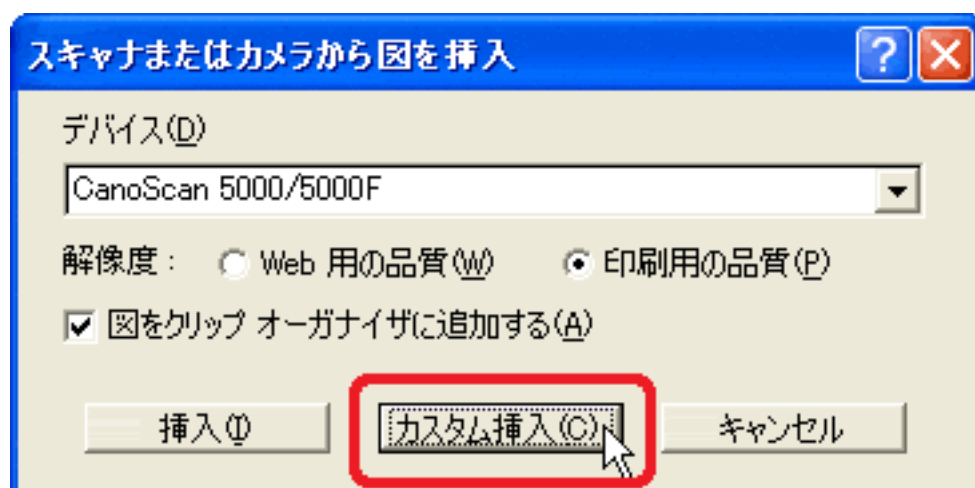 スキャナまたはカメラから図を挿入
デバイス(D)
CanoScan 5000/5000F
解像度： Web 用の品質(W) 印刷用の品質(P)
図をクリップ オーガナイザに追加する(A)
挿入(I) カスタム挿入(C) キャンセル